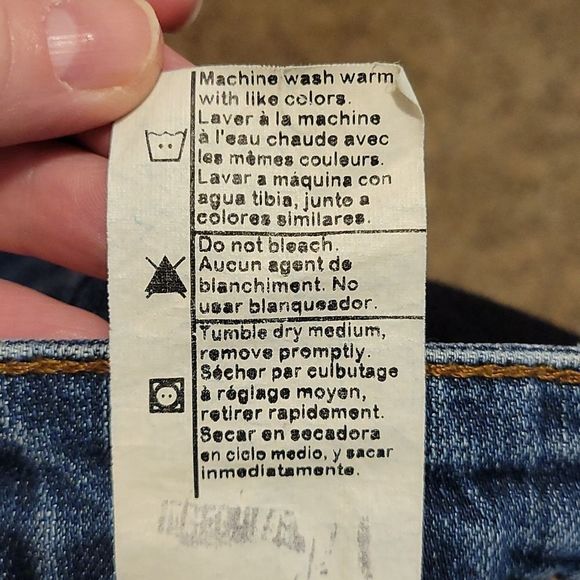 Machine wash warm
with like colors.
Laver à la machine
à l'eau chaude avec
les mêmes couleurs.
Lavar a máquina con
agua tibia, junto a
colores similares.
Do not bleach.
Aucun agent de
blanchiment. No
usar blanqueador.
Tumble dry medium,
remove promptly.
Sécher par culbutage
à réglage moyen,
retirer rapidement.
Secar en secadora
en ciclo medio, y sacar
inmediatamente.